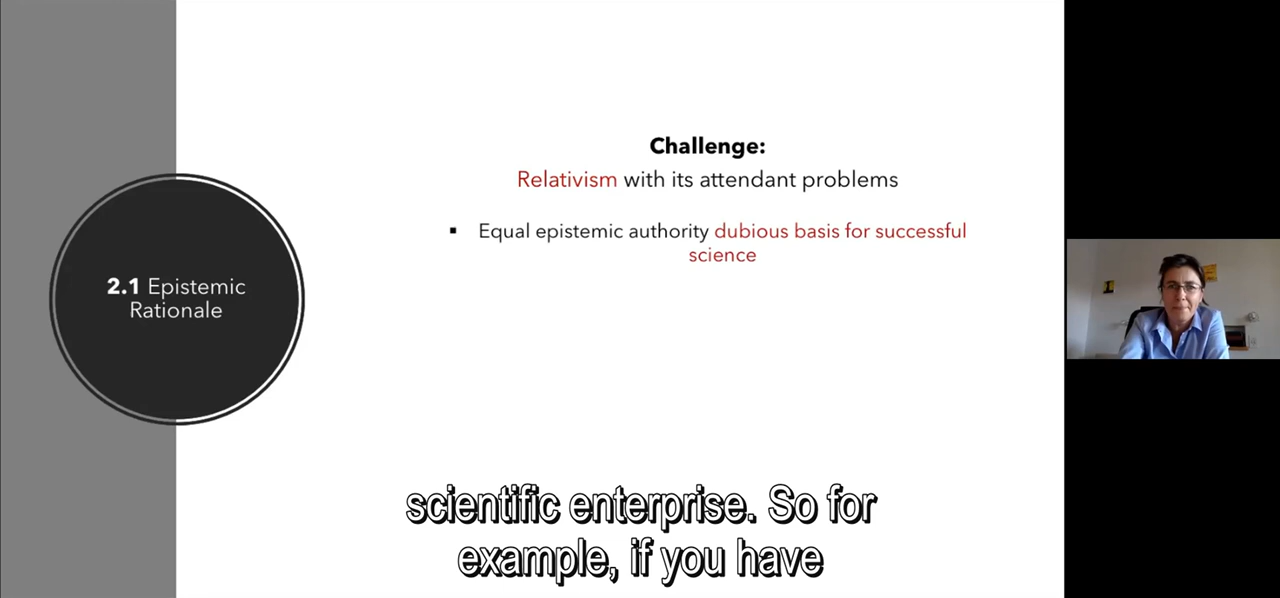 Challenge:
Relativism with its attendant problems
▪ Equal epistemic authority dubious basis for successful
science
2.1 Epistemic
Rationale
scientific enterprise. So for
example, if you have